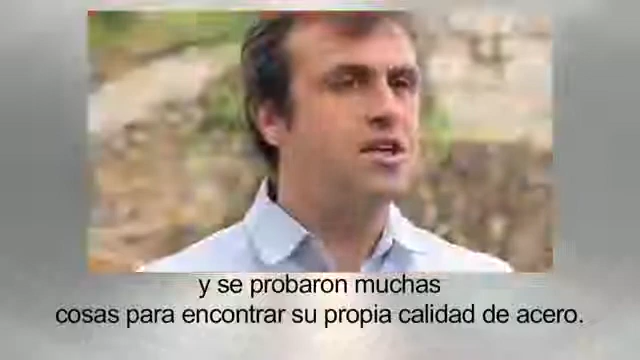 y se probaron muchas
cosas para encontrar su propia calidad de acero.